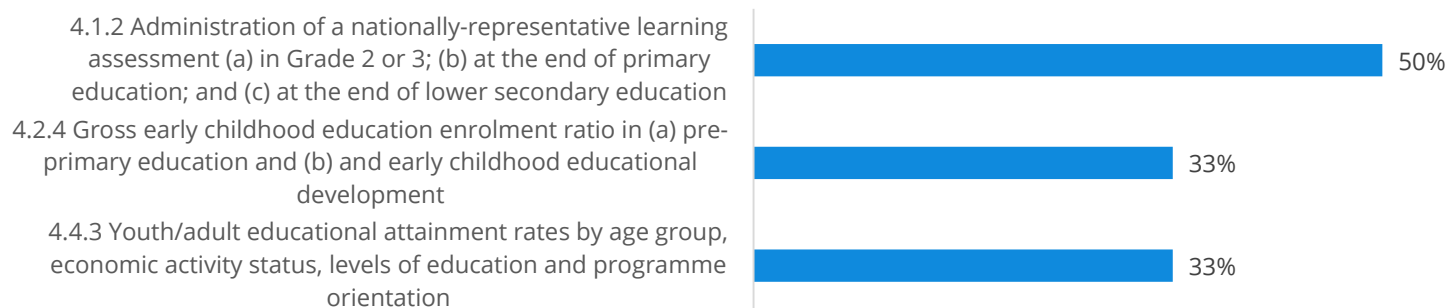 4.1.2 Administration of a nationally-representative learning
assessment (a) in Grade 2 or 3; (b) at the end of primary
education; and (c) at the end of lower secondary education
50%
4.2.4 Gross early childhood education enrolment ratio in (a) pre-
primary education and (b) and early childhood educational
development
33%
4.4.3 Youth/adult educational attainment rates by age group,
economic activity status, levels of education and programme
orientation
33%